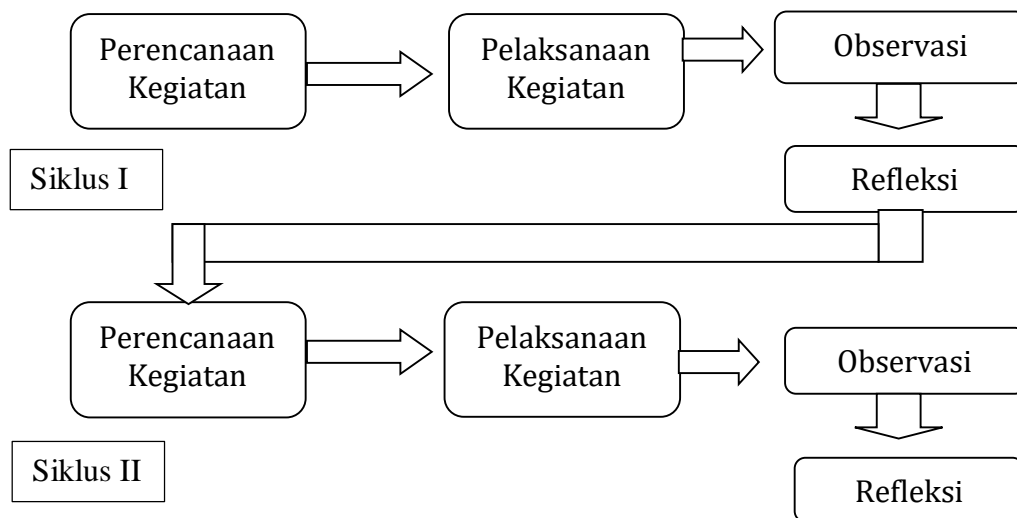 Perencanaan
Kegiatan
Pelaksanaan
Kegiatan
Observasi
Siklus I
Refleksi
Perencanaan
Kegiatan
Pelaksanaan
Kegiatan
Observasi
Siklus II
Refleksi